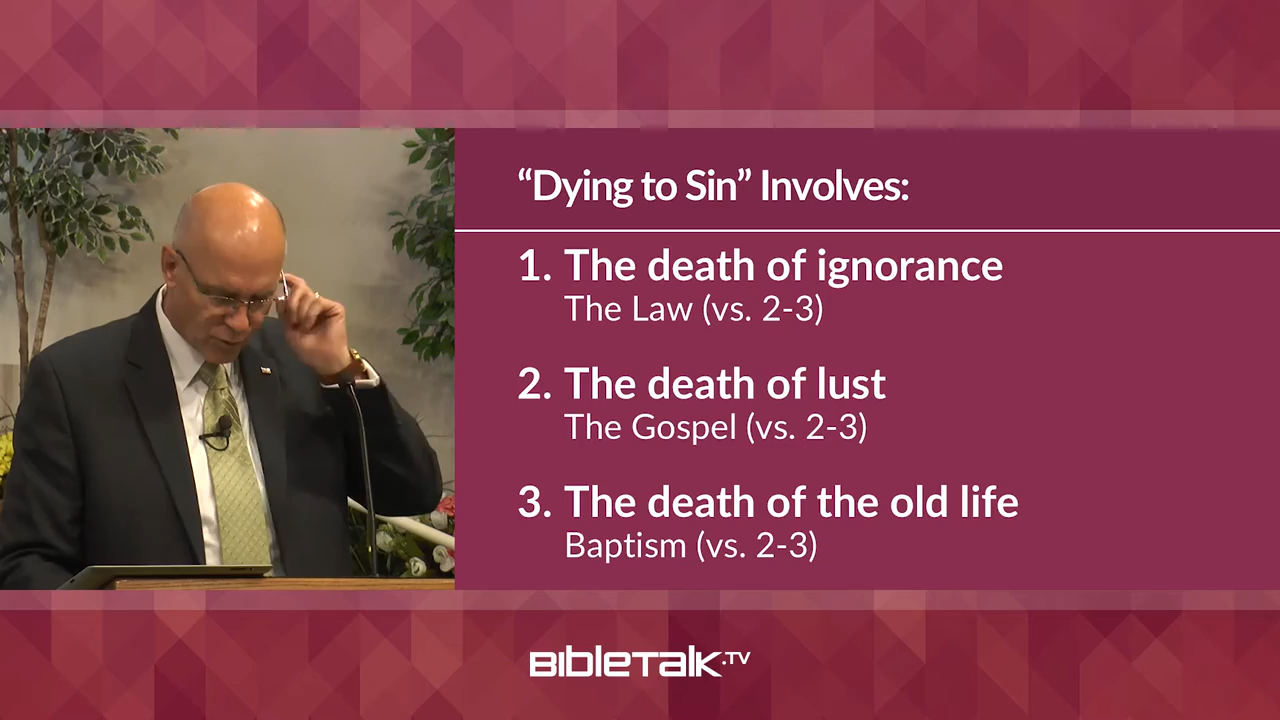 “Dying to Sin” Involves:
1. The death of ignorance
The Law (vs. 2-3)
2. The death of lust
The Gospel (vs. 2-3)
3. The death of the old life
Baptism (vs. 2-3)
BIBLETALK.TV